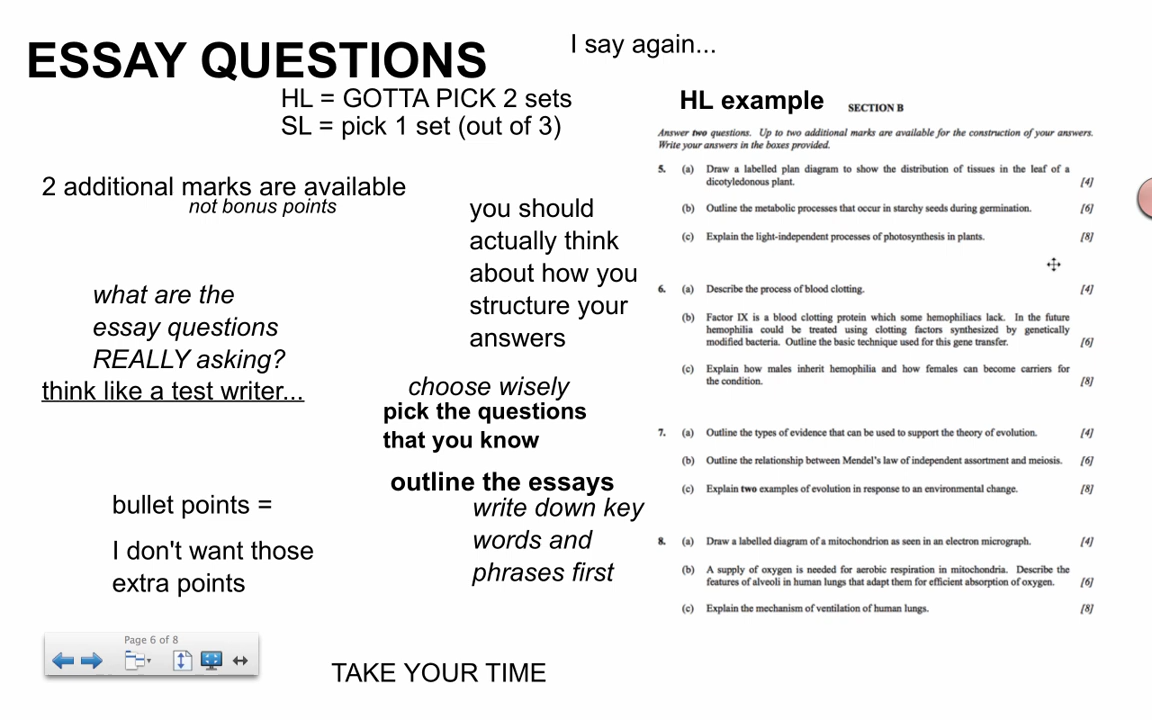 ESSAY QUESTIONS
I say again...
HL = GOTTA PICK 2 sets
SL = pick 1 set (out of 3)
2 additional marks are available
not bonus points
you should
actually think
about how you
structure your
answers
what are the
essay questions
REALLY asking?
think like a test writer...
choose wisely
pick the questions
that you know
outline the essays
write down key
words and
phrases first
bullet points =
I don't want those
extra points
Page 6 of 8
TAKE YOUR TIME
HL example
SECTION B
Answer two questions. Up to two additional marks are available for the construction of your answers.
Write your answers in the boxes provided.
5. (a) Draw a labelled plan diagram to show the distribution of tissues in the leaf of a
dicotyledonous plant. [4]
(b) Outline the metabolic processes that occur in starchy seeds during germination. [6]
(c) Explain the light-independent processes of photosynthesis in plants. [8]
6. (a) Describe the process of blood clotting. [4]
(b) Factor IX is a blood clotting protein which some hemophiliacs lack. In the future
hemophilia could be treated using clotting factors synthesized by genetically
modified bacteria. Outline the basic technique used for this gene transfer. [6]
(c) Explain how males inherit hemophilia and how females can become carriers for
the condition. [8]
7. (a) Outline the types of evidence that can be used to support the theory of evolution. [4]
(b) Outline the relationship between Mendel's law of independent assortment and meiosis. [6]
(c) Explain two examples of evolution in response to an environmental change. [8]
8. (a) Draw a labelled diagram of a mitochondrion as seen in an electron micrograph. [4]
(b) A supply of oxygen is needed for aerobic respiration in mitochondria. Describe the
features of alveoli in human lungs that adapt them for efficient absorption of oxygen. [6]
(c) Explain the mechanism of ventilation of human lungs. [8]